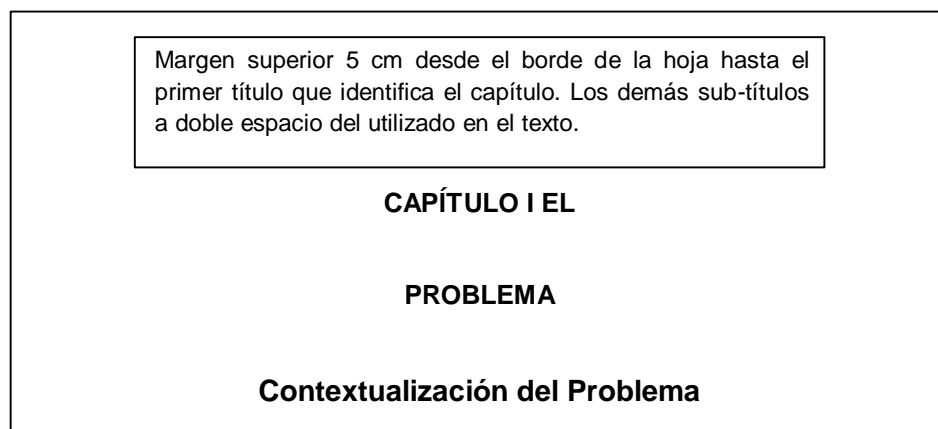 Margen superior 5 cm desde el borde de la hoja hasta el
primer título que identifica el capítulo. Los demás sub-títulos
a doble espacio del utilizado en el texto.
CAPÍTULO I EL
PROBLEMA
Contextualización del Problema